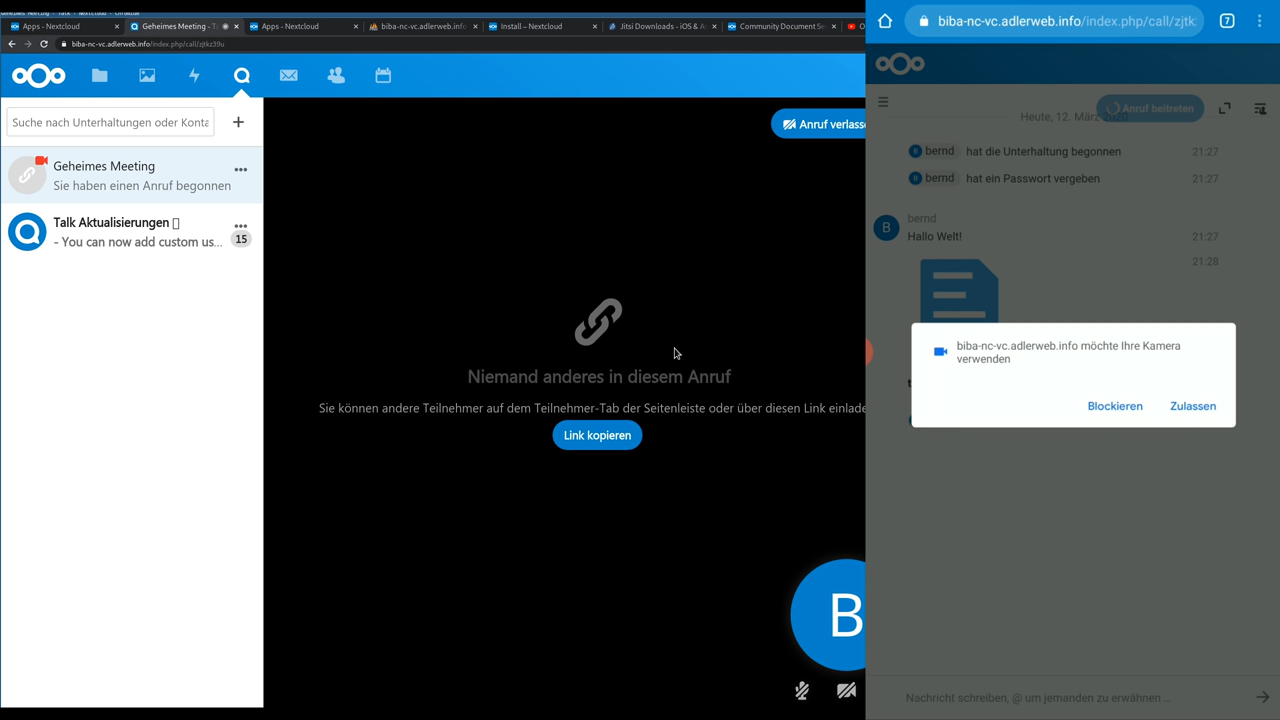 Apps - Nextcloud
Geheimes Meeting - T
Apps - Nextcloud
biba-nc-vc.adlerweb.info
Install – Nextcloud
Jitsi Downloads - iOS & A
Community Document Se
biba-nc-vc.adlerweb.info/index.php/call/zjtkz39u
Suche nach Unterhaltungen oder Konta
Geheimes Meeting
Sie haben einen Anruf begonnen
Talk Aktualisierungen
- You can now add custom us...
15
Anruf verlass
Niemand anderes in diesem Anruf
Sie können andere Teilnehmer auf dem Teilnehmer-Tab der Seitenleiste oder über diesen Link einlade
Link kopieren
B
biba-nc-vc.adlerweb.info/index.php/call/zjtk
7
Anruf beitreten
Heute, 12. März 2020
B bernd hat die Unterhaltung begonnen 21:27
B bernd hat ein Passwort vergeben 21:27
bernd
B
Hallo Welt! 21:27
21:28
biba-nc-vc.adlerweb.info möchte Ihre Kamera
verwenden
Blockieren Zulassen
Nachricht schreiben, @ um jemanden zu erwähnen ...